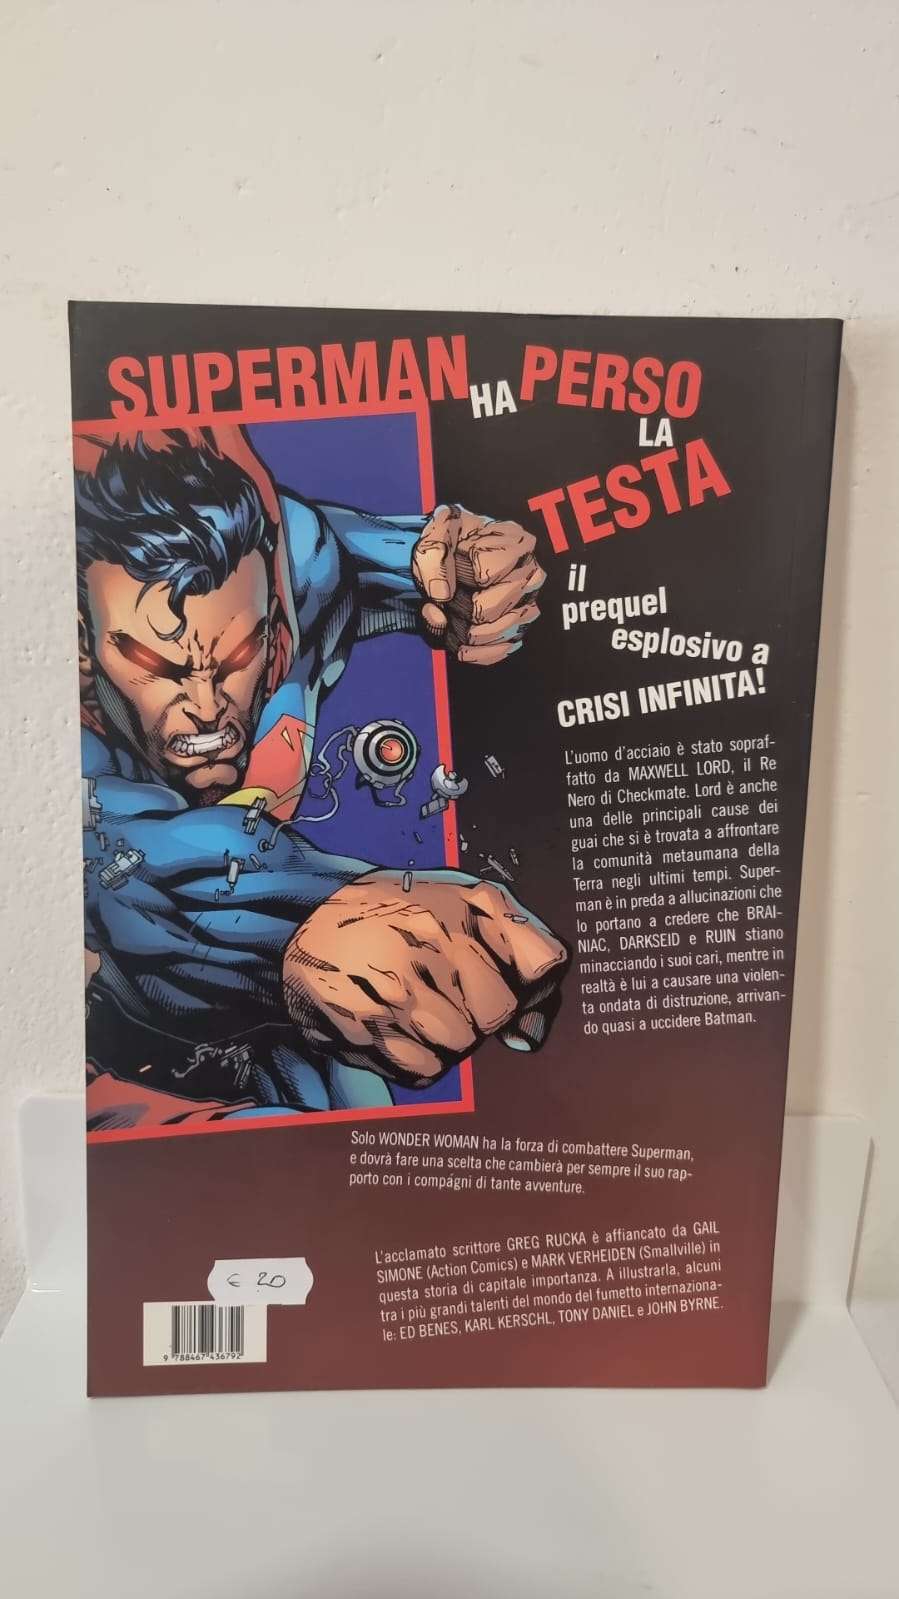 SUPERMAN HA PERSO
LA
TESTA
il
prequel
esplosivo a
CRISI INFINITA!
L'uomo d'acciaio è stato sopraf-
fatto da MAXWELL LORD, il Re
Nero di Checkmate. Lord è anche
una delle principali cause dei
guai che si è trovata a affrontare
la comunità metaumana della
Terra negli ultimi tempi. Super-
man è in preda a allucinazioni che
lo portano a credere che BRAI-
NIAC, DARKSEID e RUIN stiano
minacciando i suoi cari, mentre in
realtà è lui a causare una violen-
ta ondata di distruzione, arrivan-
do quasi a uccidere Batman.
Solo WONDER WOMAN ha la forza di combattere Superman,
e dovrà fare una scelta che cambierà per sempre il suo rap-
porto con i compágni di tante avventure.
L'acclamato scrittore GREG RUCKA è affiancato da GAIL
SIMONE (Action Comics) e MARK VERHEIDEN (Smallville) in
questa storia di capitale importanza. A illustrarla, alcuni
tra i più grandi talenti del mondo del fumetto internaziona-
le: ED BENES, KARL KERSCHL, TONY DANIEL e JOHN BYRNE.
€ 20
9 788467 436792